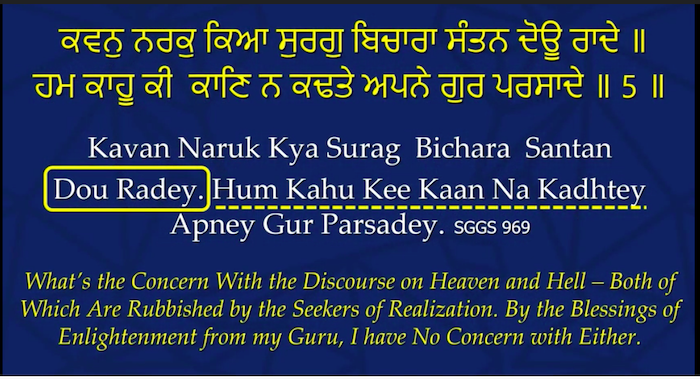 ਕਵਨੁ ਨਰਕੁ ਕਿਆ ਸੁਰਗੁ ਬਿਚਾਰਾ ਸੰਤਨ ਦੋਊ ਰਾਦੇ ॥
ਹਮ ਕਾਹੂ ਕੀ ਕਾਣਿ ਨ ਕਢਤੇ ਅਪਨੇ ਗੁਰ ਪਰਸਾਦੇ ॥ 5 ॥
Kavan Naruk Kya Surag Bichara Santan
Dou Radey. Hum Kahu Kee Kaan Na Kadhtey
Apney Gur Parsadey. SGGS 969
What's the Concern With the Discourse on Heaven and Hell – Both of
Which Are Rubbished by the Seekers of Realization. By the Blessings of
Enlightenment from my Guru, I have No Concern with Either.